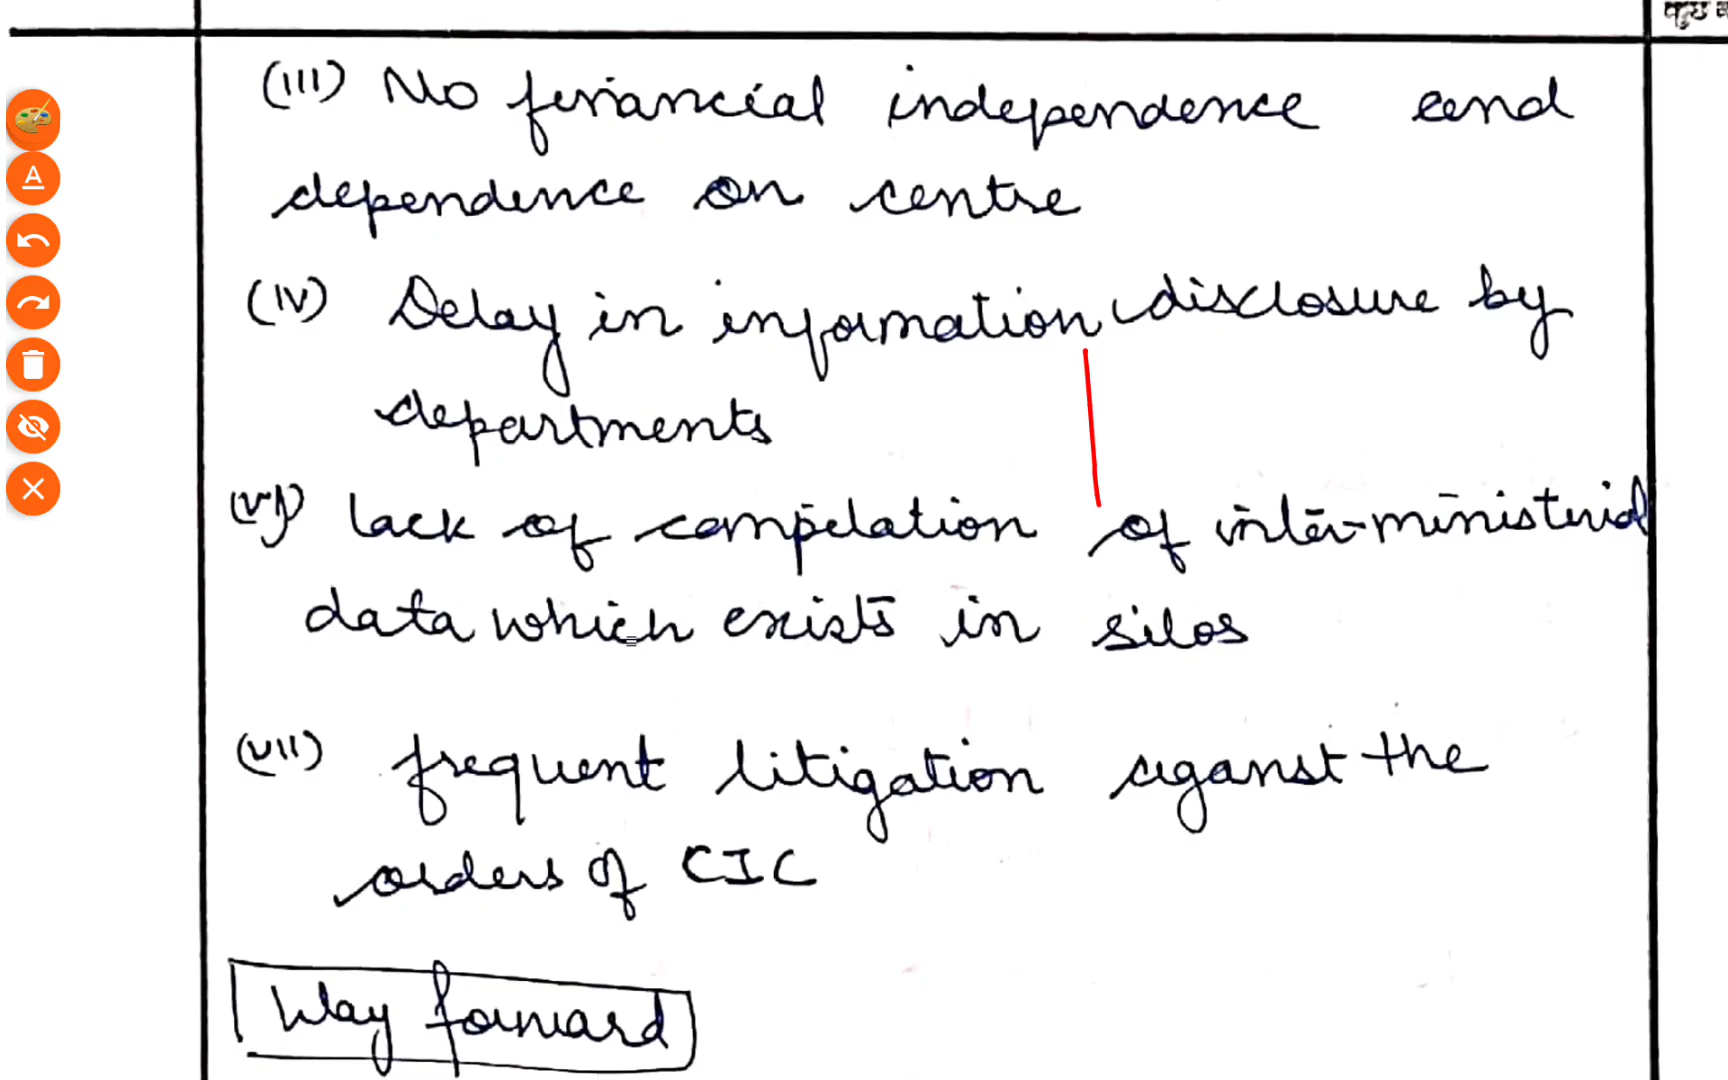 (III) No financial independence and
dependence on centre
(IV) Delay in information disclosure by
departments
(VI) lack of compilation of inter-ministerial
data which exists in silos
(VII) frequent litigation aganst the
orders of CIC
Way forward